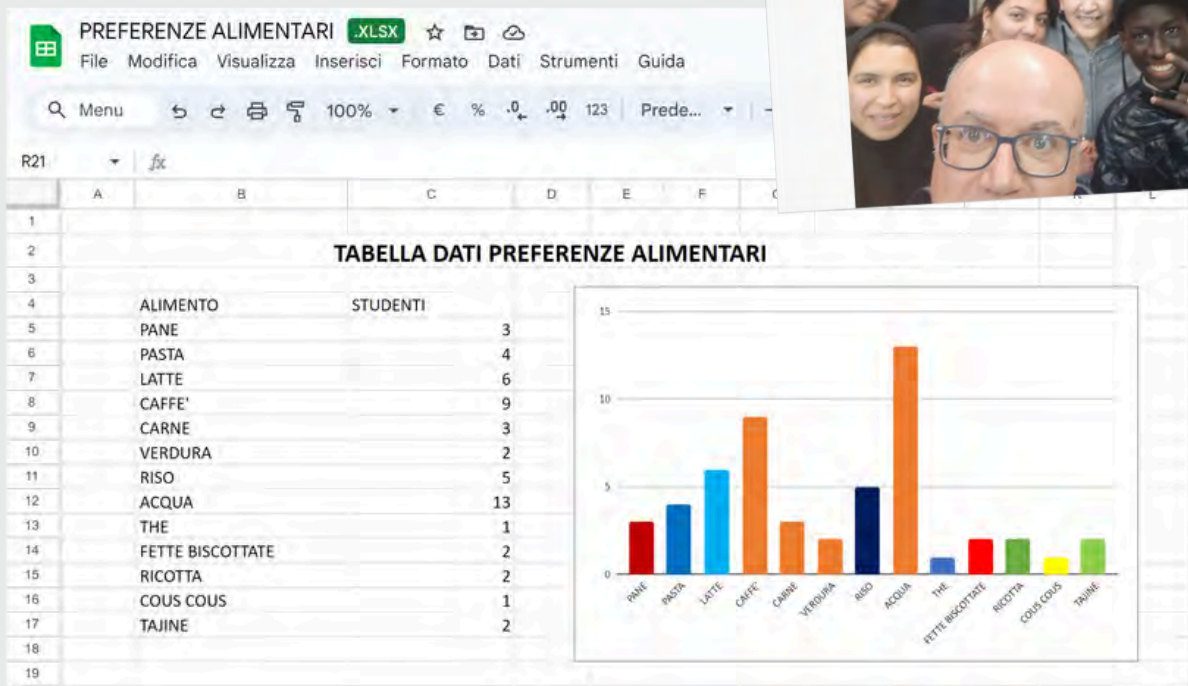 PREFERENZE ALIMENTARI .XLSX
File Modifica Visualizza Inserisci Formato Dati Strumenti Guida
Menu 100% € % .0 .00 123 Prede...
R21 fx
A B C D E F
1
2 TABELLA DATI PREFERENZE ALIMENTARI
3
4 ALIMENTO STUDENTI
5 PANE 3
6 PASTA 4
7 LATTE 6
8 CAFFE' 9
9 CARNE 3
10 VERDURA 2
11 RISO 5
12 ACQUA 13
13 THE 1
14 FETTE BISCOTTATE 2
15 RICOTTA 2
16 COUS COUS 1
17 TAJINE 2
18
19
15
10
5
0
PANE PASTA LATTE CAFFE' CARNE VERDURA RISO ACQUA THE FETTE BISCOTTATE RICOTTA COUS COUS TAJINE